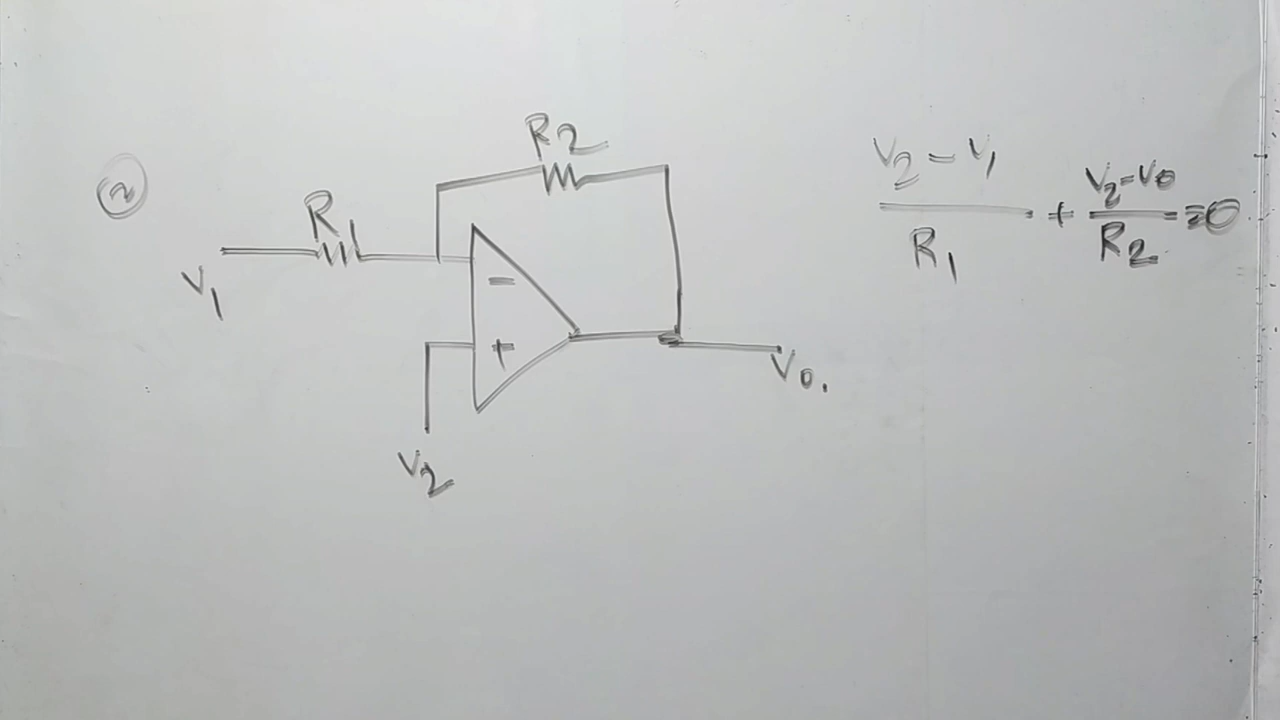 2
R2
R1
V1
−
+
V2
V0.
V2 − V1 / R1 + V2 − V0 / R2 = 0